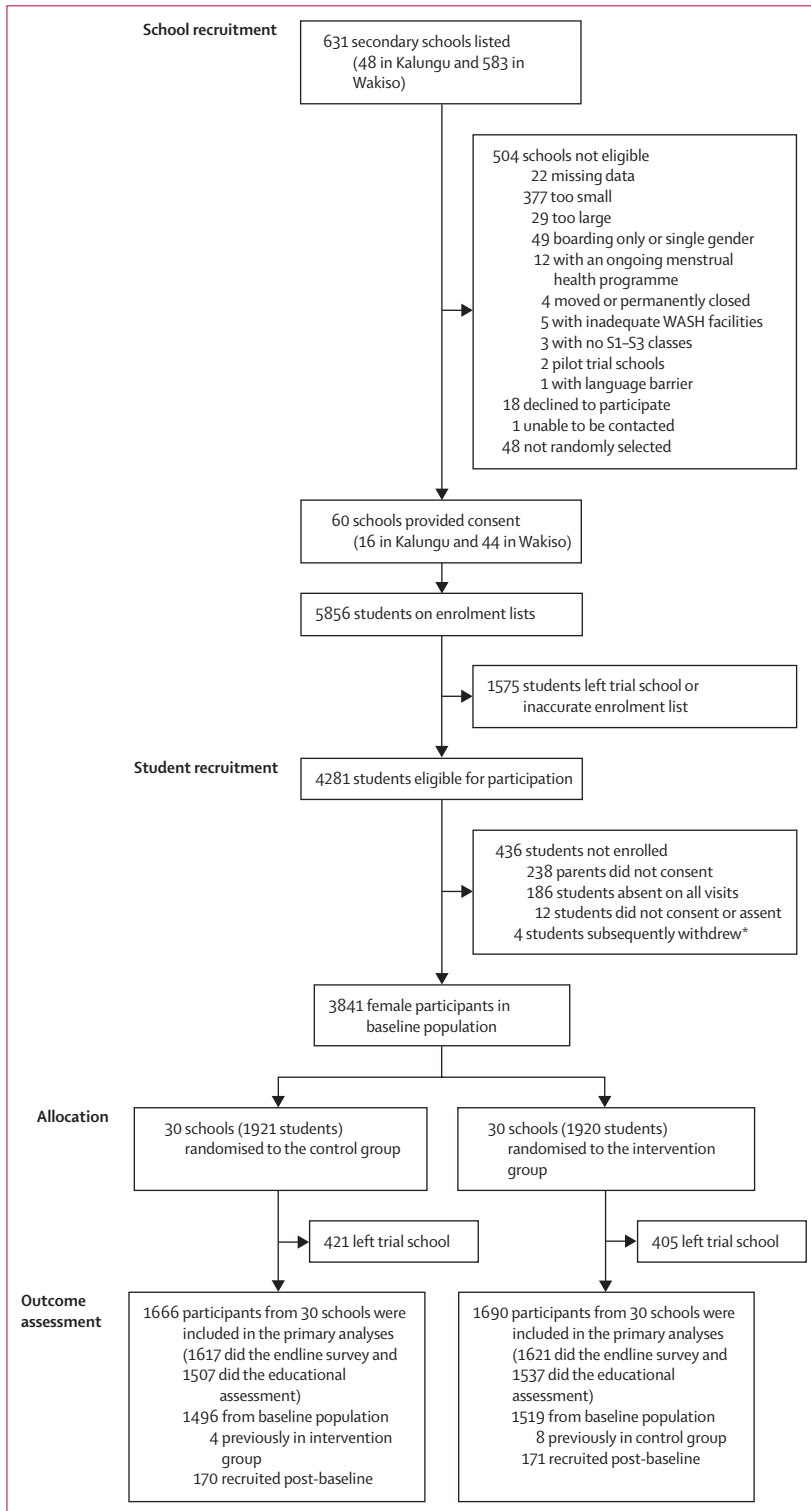 School recruitment
631 secondary schools listed
(48 in Kalungu and 583 in
Wakiso)
504 schools not eligible
22 missing data
377 too small
29 too large
49 boarding only or single gender
12 with an ongoing menstrual
health programme
4 moved or permanently closed
5 with inadequate WASH facilities
3 with no S1–S3 classes
2 pilot trial schools
1 with language barrier
18 declined to participate
1 unable to be contacted
48 not randomly selected
60 schools provided consent
(16 in Kalungu and 44 in Wakiso)
5856 students on enrolment lists
1575 students left trial school or
inaccurate enrolment list
Student recruitment
4281 students eligible for participation
436 students not enrolled
238 parents did not consent
186 students absent on all visits
12 students did not consent or assent
4 students subsequently withdrew*
3841 female participants in
baseline population
Allocation
30 schools (1921 students)
randomised to the control group
30 schools (1920 students)
randomised to the intervention
group
421 left trial school
405 left trial school
Outcome
assessment
1666 participants from 30 schools were
included in the primary analyses
(1617 did the endline survey and
1507 did the educational
assessment)
1496 from baseline population
4 previously in intervention
group
170 recruited post-baseline
1690 participants from 30 schools were
included in the primary analyses
(1621 did the endline survey and
1537 did the educational
assessment)
1519 from baseline population
8 previously in control
group
171 recruited post-baseline